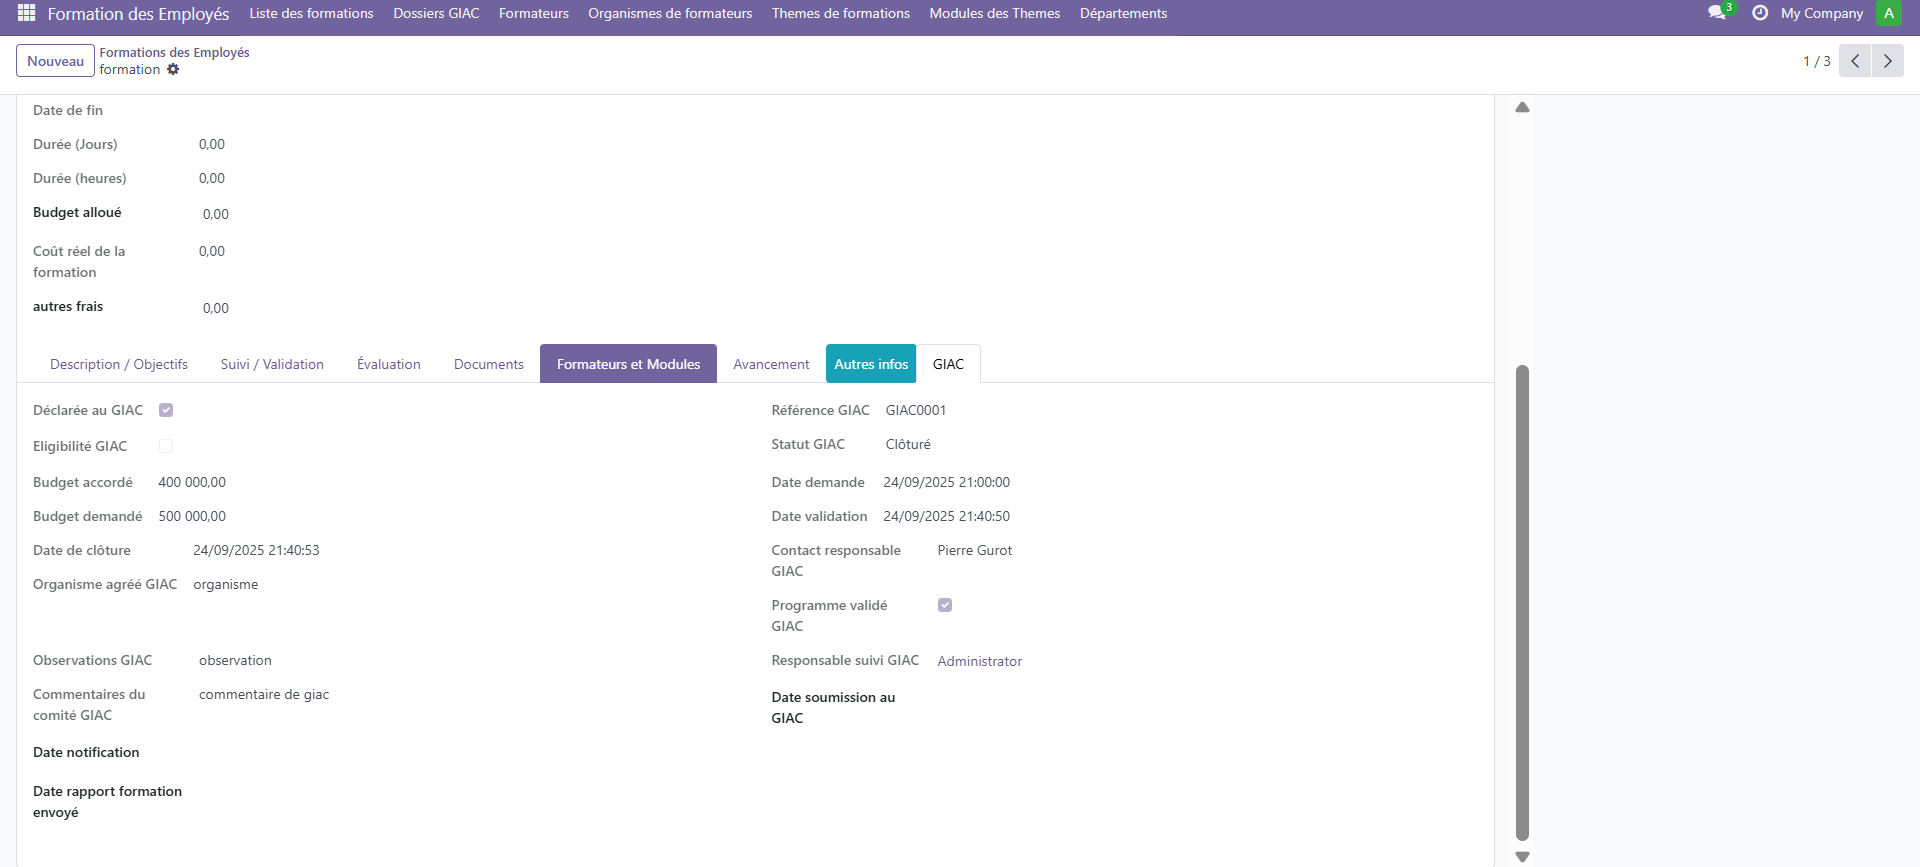 Formation des Employés Liste des formations Dossiers GIAC Formateurs Organismes de formateurs Themes de formations Modules des Themes Départements 3 My Company A
Nouveau Formations des Employés
formation 1 / 3
Date de fin
Durée (Jours) 0,00
Durée (heures) 0,00
Budget alloué 0,00
Coût réel de la formation 0,00
autres frais 0,00
Description / Objectifs Suivi / Validation Évaluation Documents Formateurs et Modules Avancement Autres infos GIAC
Déclarée au GIAC
Eligibilité GIAC
Budget accordé 400 000,00
Budget demandé 500 000,00
Date de clôture 24/09/2025 21:40:53
Organisme agréé GIAC organisme
Référence GIAC GIAC0001
Statut GIAC Clôturé
Date demande 24/09/2025 21:00:00
Date validation 24/09/2025 21:40:50
Contact responsable GIAC Pierre Gurot
Programme validé GIAC
Observations GIAC observation
Commentaires du comité GIAC commentaire de giac
Date notification
Date rapport formation envoyé
Responsable suivi GIAC Administrator
Date soumission au GIAC